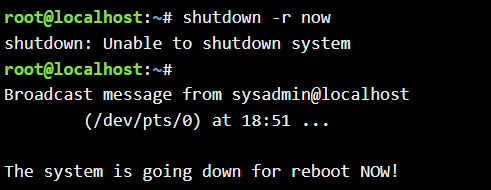 root@localhost:~# shutdown -r now
shutdown: Unable to shutdown system
root@localhost:~#
Broadcast message from sysadmin@localhost
(/dev/pts/0) at 18:51 ...
The system is going down for reboot NOW!